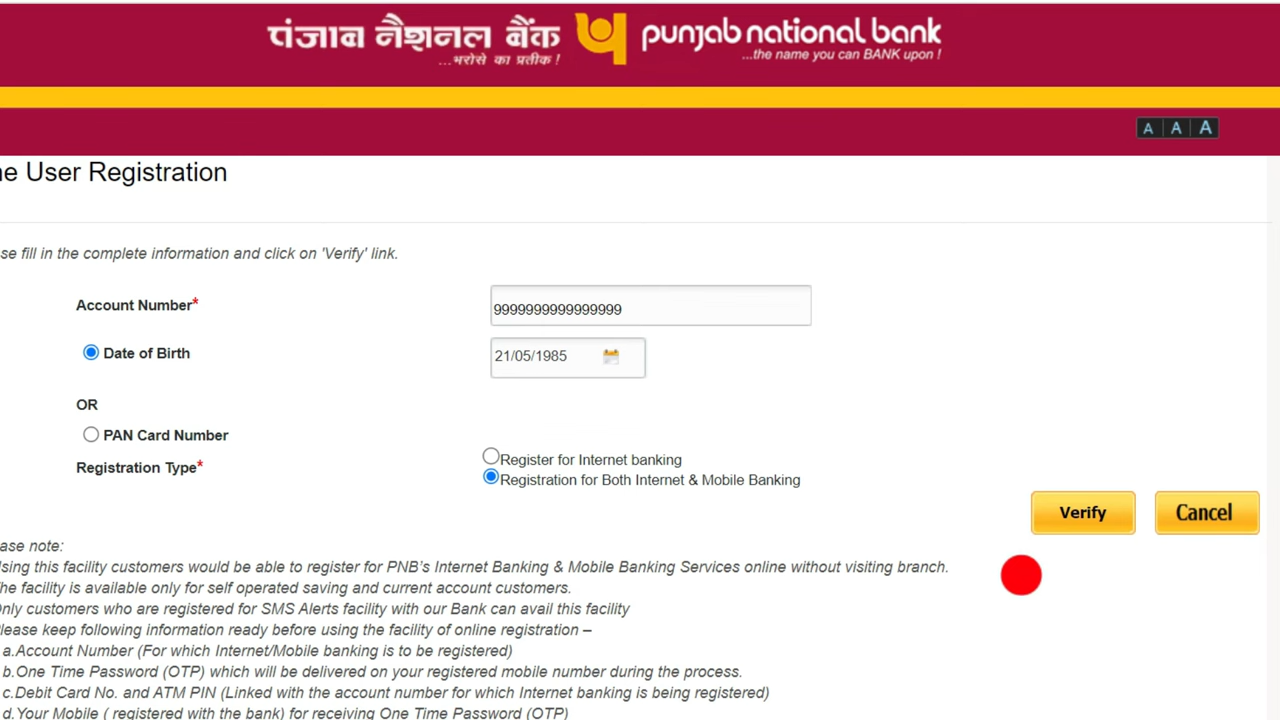 पंजाब नैशनल बैंक punjab national bank
...भरोसे का प्रतीक! ...the name you can BANK upon !
A A A
e User Registration
se fill in the complete information and click on 'Verify' link.
Account Number*
9999999999999999
Date of Birth
21/05/1985
OR
PAN Card Number
Registration Type*
Register for Internet banking
Registration for Both Internet & Mobile Banking
Verify Cancel
ase note:
sing this facility customers would be able to register for PNB's Internet Banking & Mobile Banking Services online without visiting branch.
he facility is available only for self operated saving and current account customers.
nly customers who are registered for SMS Alerts facility with our Bank can avail this facility
lease keep following information ready before using the facility of online registration –
a.Account Number (For which Internet/Mobile banking is to be registered)
b.One Time Password (OTP) which will be delivered on your registered mobile number during the process.
c.Debit Card No. and ATM PIN (Linked with the account number for which Internet banking is being registered)
d.Your Mobile ( registered with the bank) for receiving One Time Password (OTP)